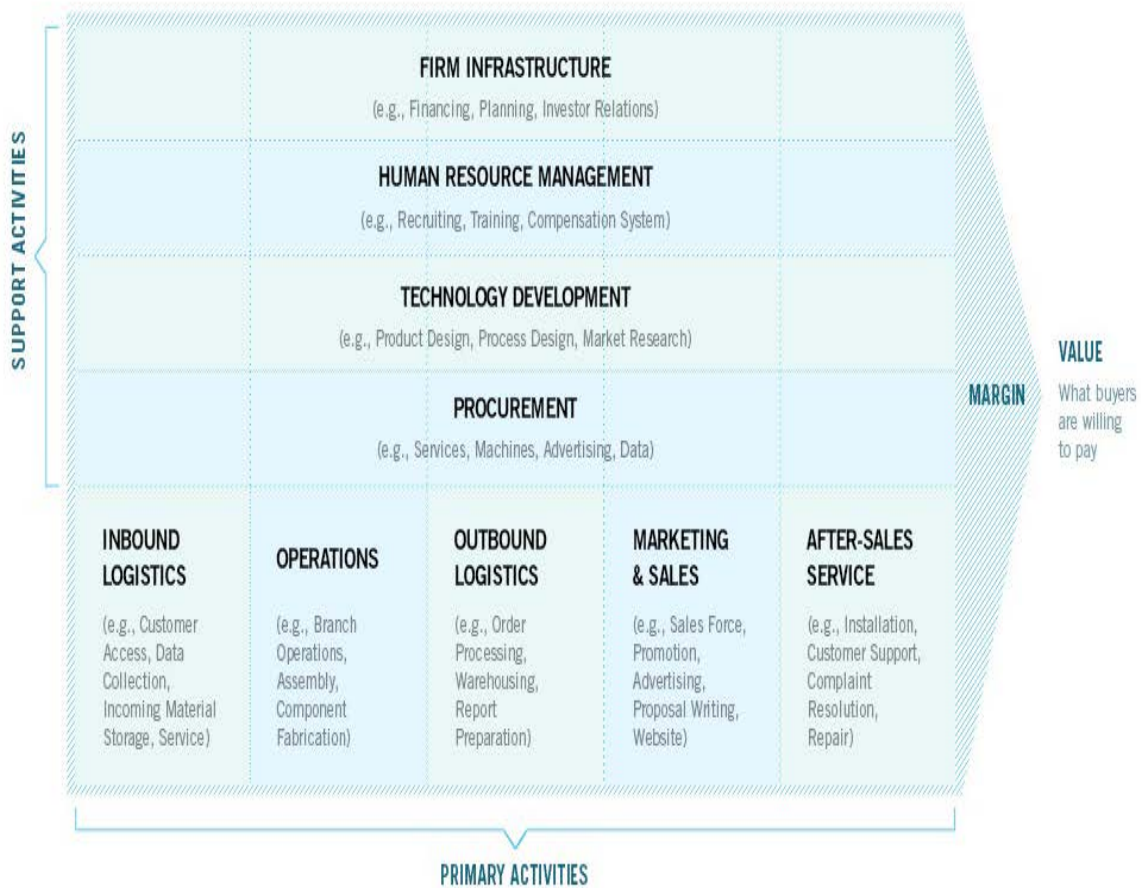 SUPPORT ACTIVITIES
FIRM INFRASTRUCTURE
(e.g., Financing, Planning, Investor Relations)
HUMAN RESOURCE MANAGEMENT
(e.g., Recruiting, Training, Compensation System)
TECHNOLOGY DEVELOPMENT
(e.g., Product Design, Process Design, Market Research)
PROCUREMENT
(e.g., Services, Machines, Advertising, Data)
MARGIN
VALUE
What buyers
are willing
to pay
INBOUND
LOGISTICS
(e.g., Customer
Access, Data
Collection,
Incoming Material
Storage, Service)
OPERATIONS
(e.g., Branch
Operations,
Assembly,
Component
Fabrication)
OUTBOUND
LOGISTICS
(e.g., Order
Processing,
Warehousing,
Report
Preparation)
MARKETING
& SALES
(e.g., Sales Force,
Promotion,
Advertising,
Proposal Writing,
Website)
AFTER-SALES
SERVICE
(e.g., Installation,
Customer Support,
Complaint
Resolution,
Repair)
PRIMARY ACTIVITIES